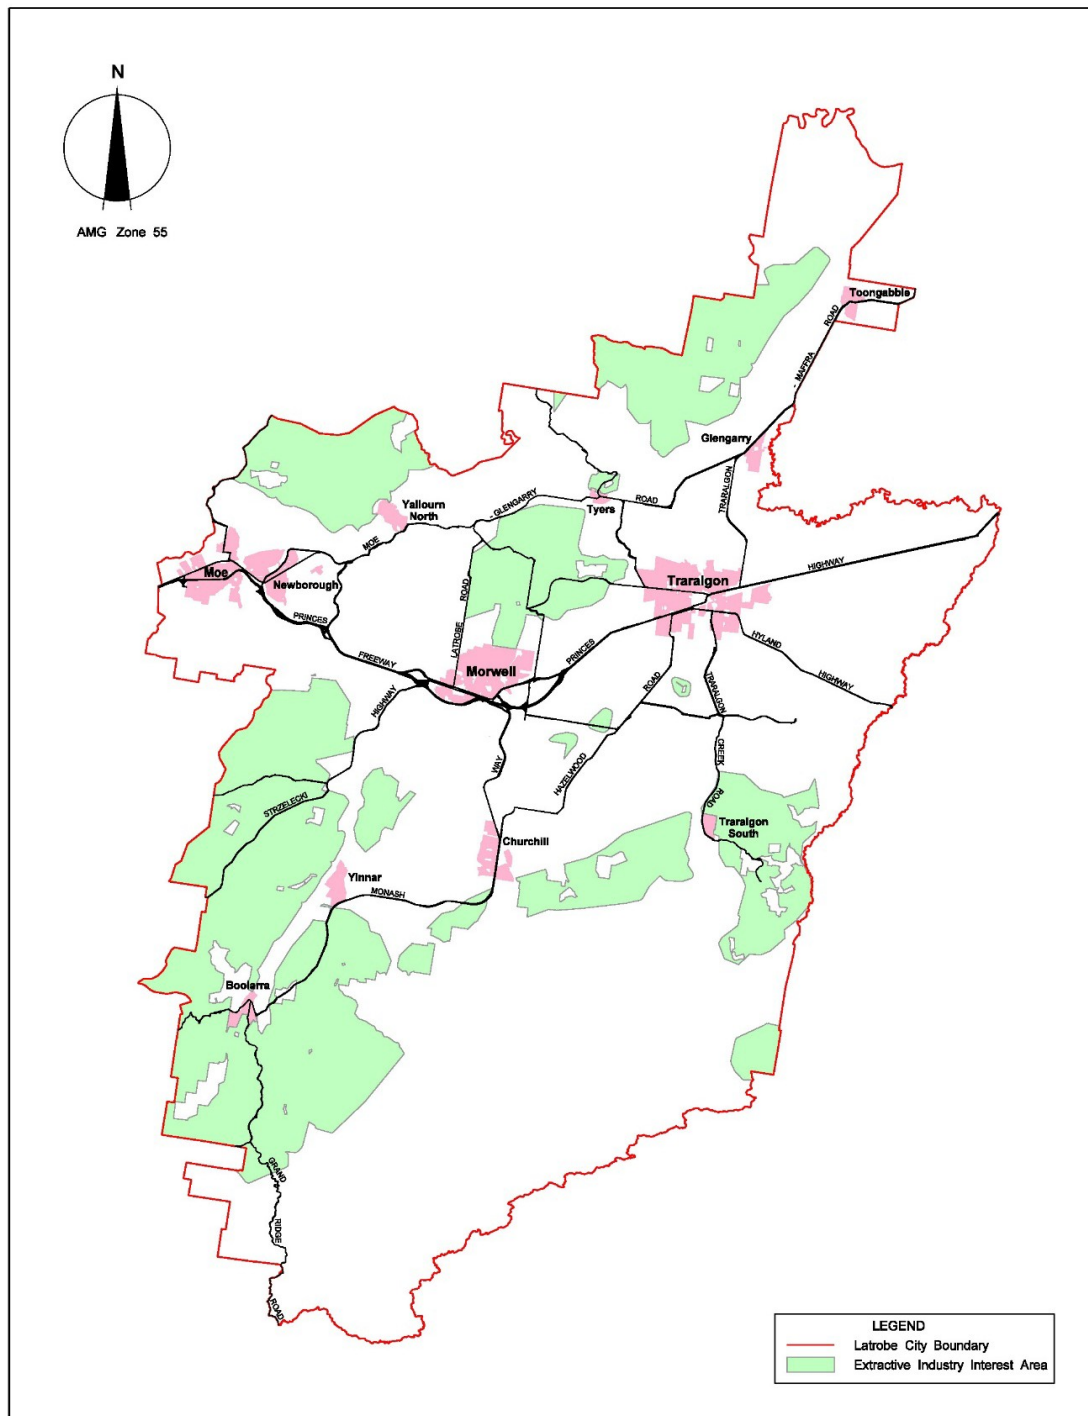 N
AMG Zone 55
Toongabbie
ROAD
- MAFFRA
Glengarry
TRARALGON
ROAD
- GLENGARRY
Tyers
Yallourn
North
MOE
Moe
Newborough
Traralgon
HIGHWAY
PRINCES
ROAD
LATROBE
FREEWAY
Morwell
PRINCES
HYLAND
HIGHWAY
ROAD
TRARALGON
HIGHWAY
WAY
HAZELWOOD
CREEK
ROAD
STRZELECKI
Traralgon
South
Churchill
Yinnar
MONASH
Boolarra
GRAND
RIDGE
ROAD
LEGEND
Latrobe City Boundary
Extractive Industry Interest Area